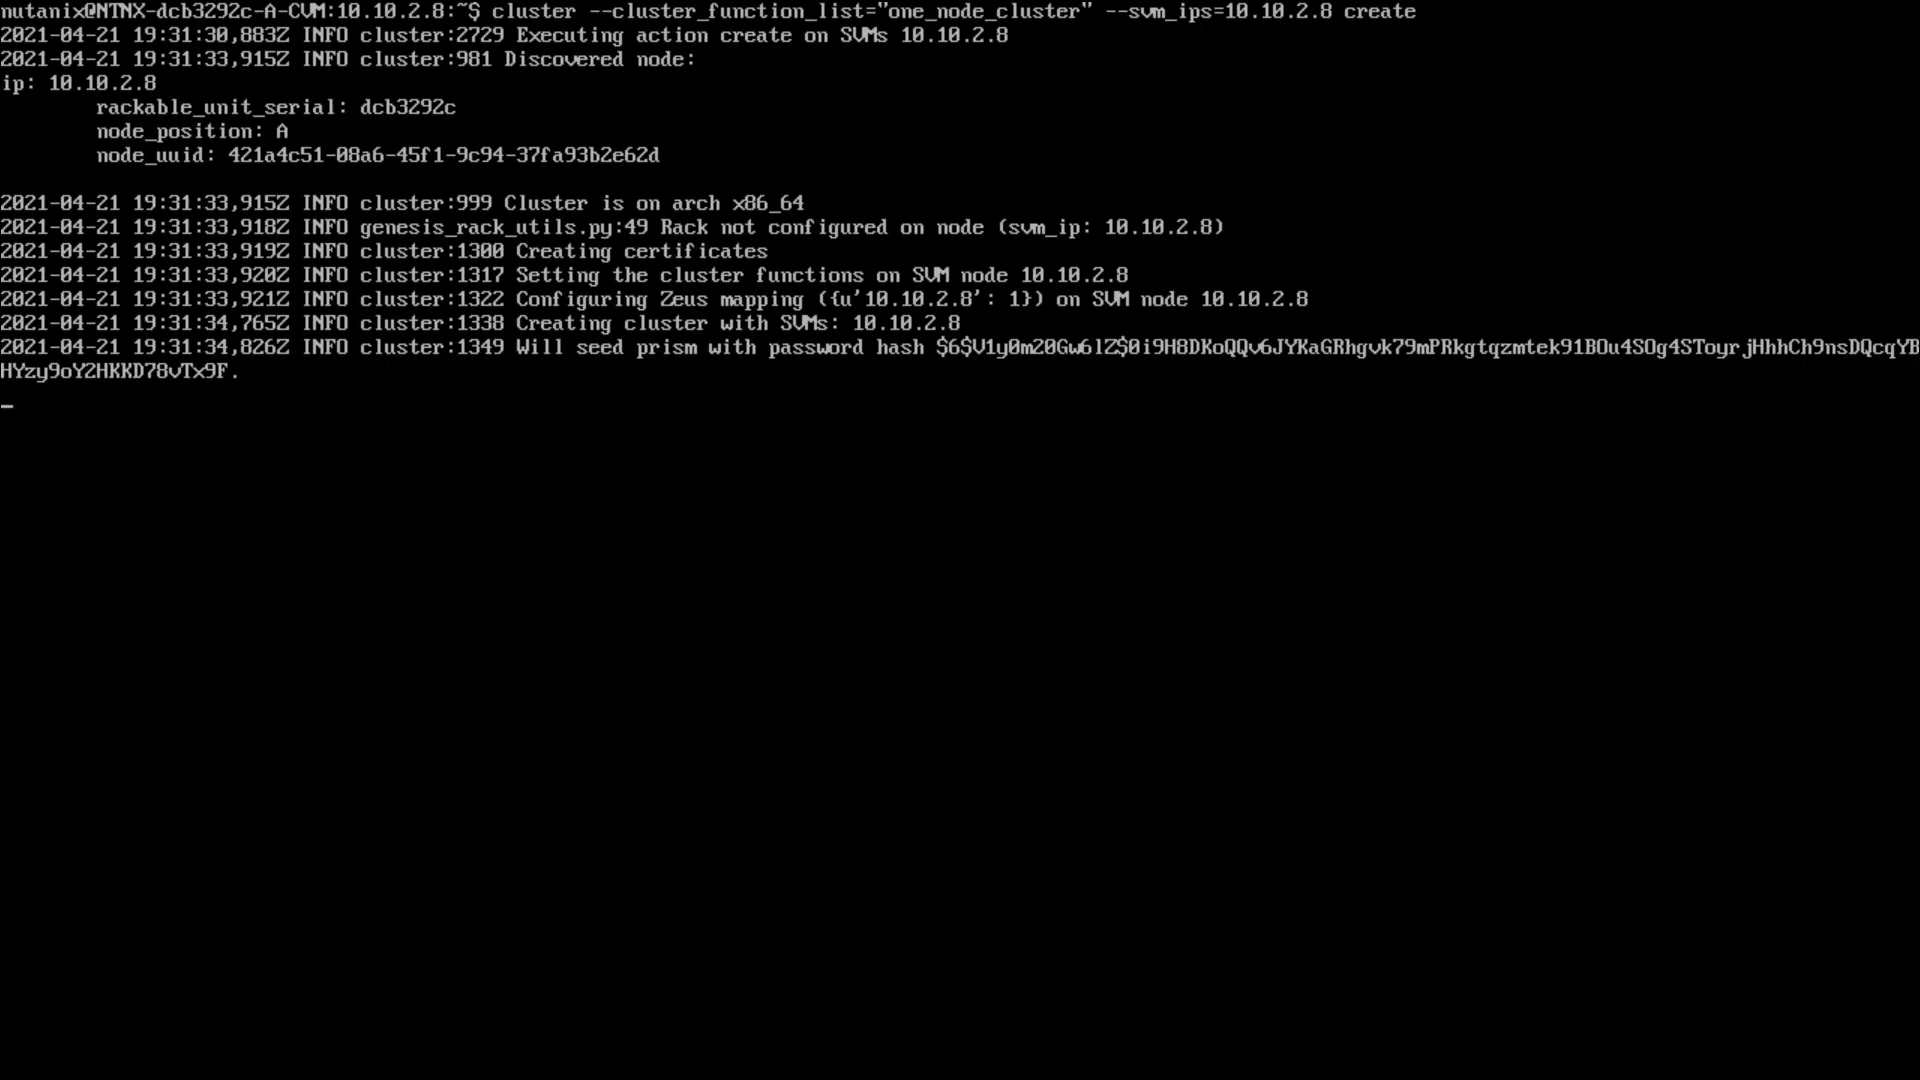 nutanix@NTNX-dcb3292c-A-CVM:10.10.2.8:~$ cluster --cluster_function_list="one_node_cluster" --svm_ips=10.10.2.8 create
2021-04-21 19:31:30,883Z INFO cluster:2729 Executing action create on SVMs 10.10.2.8
2021-04-21 19:31:33,915Z INFO cluster:981 Discovered node:
ip: 10.10.2.8
        rackable_unit_serial: dcb3292c
        node_position: A
        node_uuid: 421a4c51-08a6-45f1-9c94-37fa93b2e62d
2021-04-21 19:31:33,915Z INFO cluster:999 Cluster is on arch x86_64
2021-04-21 19:31:33,918Z INFO genesis_rack_utils.py:49 Rack not configured on node (svm_ip: 10.10.2.8)
2021-04-21 19:31:33,919Z INFO cluster:1300 Creating certificates
2021-04-21 19:31:33,920Z INFO cluster:1317 Setting the cluster functions on SVM node 10.10.2.8
2021-04-21 19:31:33,921Z INFO cluster:1322 Configuring Zeus mapping ({u'10.10.2.8': 1}) on SVM node 10.10.2.8
2021-04-21 19:31:34,765Z INFO cluster:1338 Creating cluster with SVMs: 10.10.2.8
2021-04-21 19:31:34,826Z INFO cluster:1349 Will seed prism with password hash $6$V1y0m20Gw6lZ$0i9H8DKoQQv6JYKaGRhgvk79mPRkgtqzmtek91BOu4SOg4SToyrjHhhCh9nsDQcqYB
HYzy9oY2HKKD78vTx9F.
_